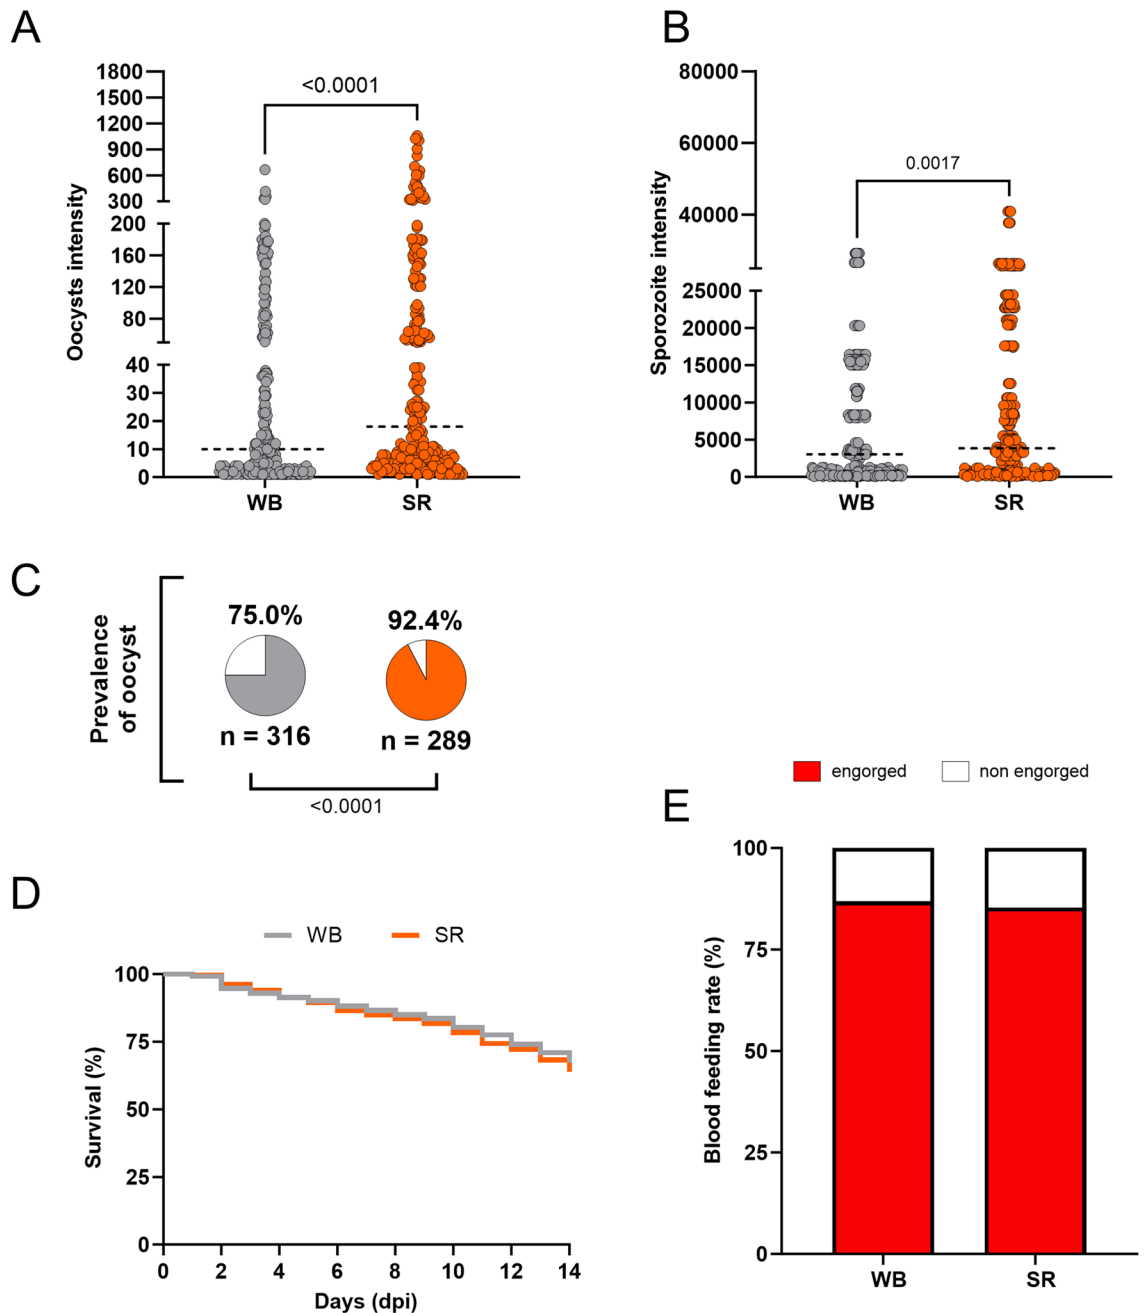 A
B
1800
1500
1200
900
600
300
200
160
120
80
40
30
20
10
0
Oocysts intensity
<0.0001
WB
SR
80000
60000
40000
25000
20000
15000
10000
5000
0
Sporozoite intensity
0.0017
WB
SR
C
Prevalence
of oocyst
75.0%
92.4%
n = 316
n = 289
<0.0001
D
WB
SR
100
75
50
25
0
Survival (%)
0 2 4 6 8 10 12 14
Days (dpi)
engorged
non engorged
E
100
75
50
25
0
Blood feeding rate (%)
WB
SR